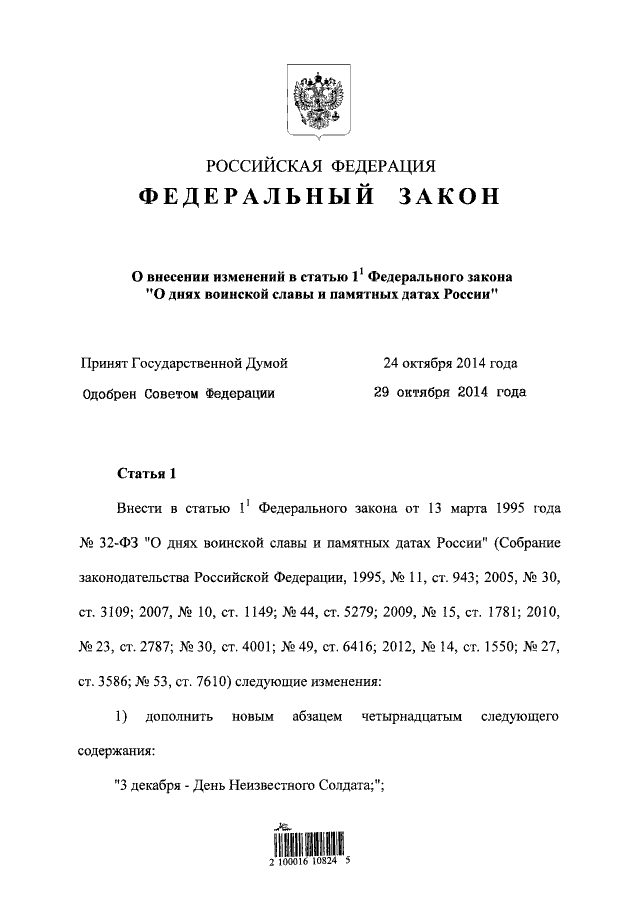 РОССИЙСКАЯ ФЕДЕРАЦИЯ
ФЕДЕРАЛЬНЫЙ ЗАКОН
О внесении изменений в статью 1¹ Федерального закона
"О днях воинской славы и памятных датах России"
Принят Государственной Думой 24 октября 2014 года
Одобрен Советом Федерации 29 октября 2014 года
Статья 1
Внести в статью 1¹ Федерального закона от 13 марта 1995 года
№ 32-ФЗ "О днях воинской славы и памятных датах России" (Собрание
законодательства Российской Федерации, 1995, № 11, ст. 943; 2005, № 30,
ст. 3109; 2007, № 10, ст. 1149; № 44, ст. 5279; 2009, № 15, ст. 1781; 2010,
№ 23, ст. 2787; № 30, ст. 4001; № 49, ст. 6416; 2012, № 14, ст. 1550; № 27,
ст. 3586; № 53, ст. 7610) следующие изменения:
1) дополнить новым абзацем четырнадцатым следующего
содержания:
"3 декабря - День Неизвестного Солдата;";
2 100016 10824 5